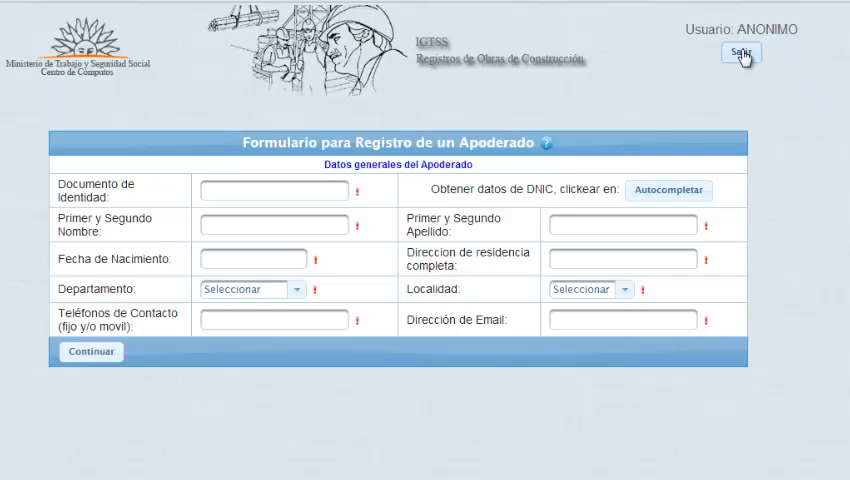 Usuario: ANONIMO
Salir
Ministerio de Trabajo y Seguridad Social
Centro de Cómputos
IGTSS
Registros de Obras de Construcción
Formulario para Registro de un Apoderado ?
Datos generales del Apoderado
Documento de
Identidad:
!
Obtener datos de DNIC, clickear en:
Autocompletar
Primer y Segundo
Nombre:
!
Primer y Segundo
Apellido:
!
Fecha de Nacimiento:
!
Direccion de residencia
completa:
!
Departamento:
Seleccionar
!
Localidad:
Seleccionar
!
Teléfonos de Contacto
(fijo y/o movil):
!
Dirección de Email:
!
Continuar